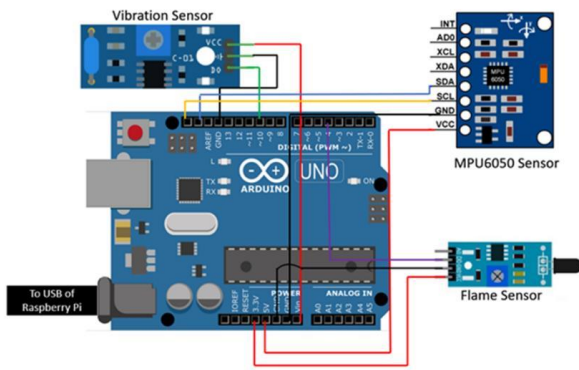 Vibration Sensor
VCC
C-01
DO
INT
AD0
XCL
XDA
SDA
SCL
GND
VCC
MPU
6050
MPU6050 Sensor
AREF
GND
13
12
~11
~10
~9
8
7
~6
~5
4
~3
2
TX-1
RX-0
DIGITAL (PWM ~)
L
TX
RX
ARDUINO
UNO
ON
To USB of
Raspberry Pi
Flame Sensor
POWER
ANALOG IN
IOREF
RESET
3.3V
5V
GND
GND
Vin
A0
A1
A2
A3
A4
A5